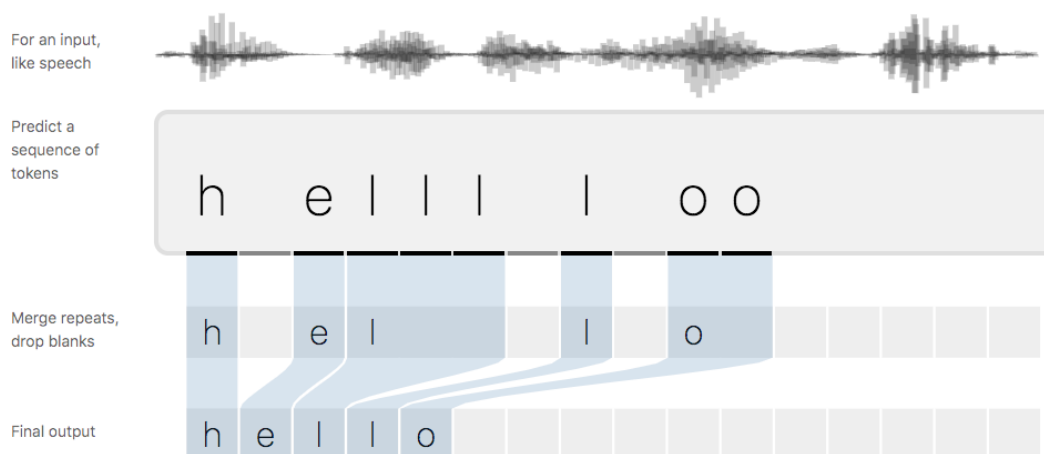 For an input,
like speech
Predict a
sequence of
tokens
h e l l l l o o
Merge repeats,
drop blanks
h e l l o
Final output
h e l l o